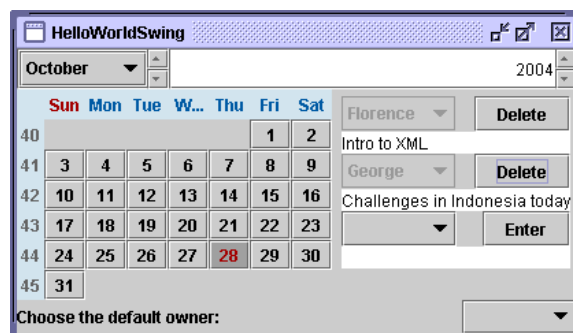 HelloWorldSwing
October 2004
Sun Mon Tue W... Thu Fri Sat
40 1 2
41 3 4 5 6 7 8 9
42 10 11 12 13 14 15 16
43 17 18 19 20 21 22 23
44 24 25 26 27 28 29 30
45 31
Florence Delete
Intro to XML
George Delete
Challenges in Indonesia today
Enter
Choose the default owner: